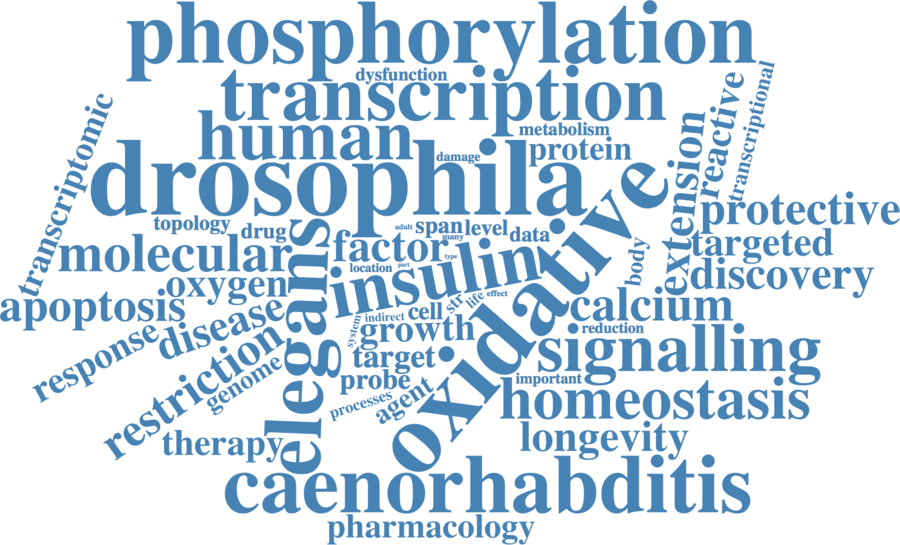 phosphorylation
dysfunction
transcription
human
metabolism
protein
damage
drosophila
transcriptomic
extension
reactive
transcriptional
protective
topology
drug
adult
span
level
many
data
molecular
factor
location
part
type
insulin
body
targeted
discovery
oxygen
apoptosis
elegans
oxidative
calcium
response
disease
system
indirect
cell
str
life
effect
growth
reduction
signalling
restriction
genome
target
probe
processes
agent
important
homeostasis
therapy
longevity
caenorhabditis
pharmacology